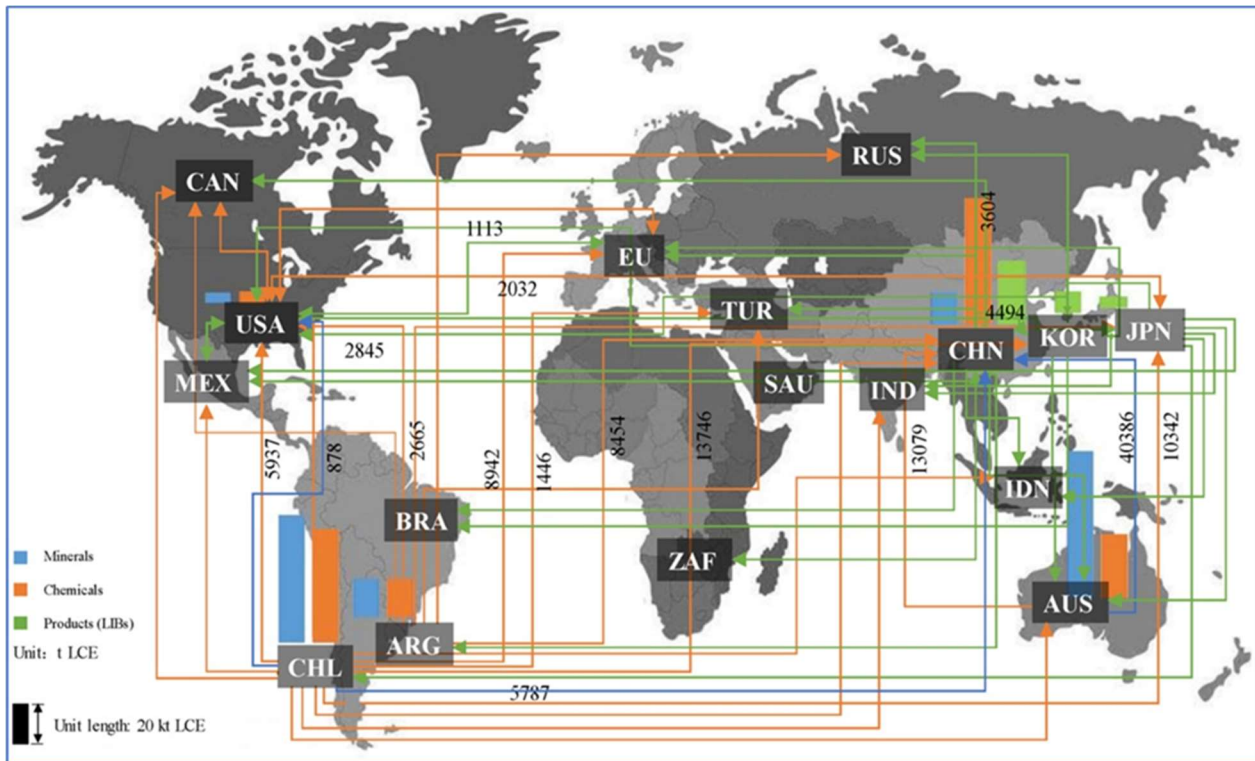 RUS
3604
CAN
1113
EU
2032
TUR
4494
USA
KOR
JPN
2845
CHN
MEX
SAU
IND
5937
878
2665
8942
1446
8454
13746
13079
40386
10342
IDN
BRA
ZAF
Minerals
Chemicals
AUS
Products (LIBs)
ARG
Unit: t LCE
CHL
5787
Unit length: 20 kt LCE